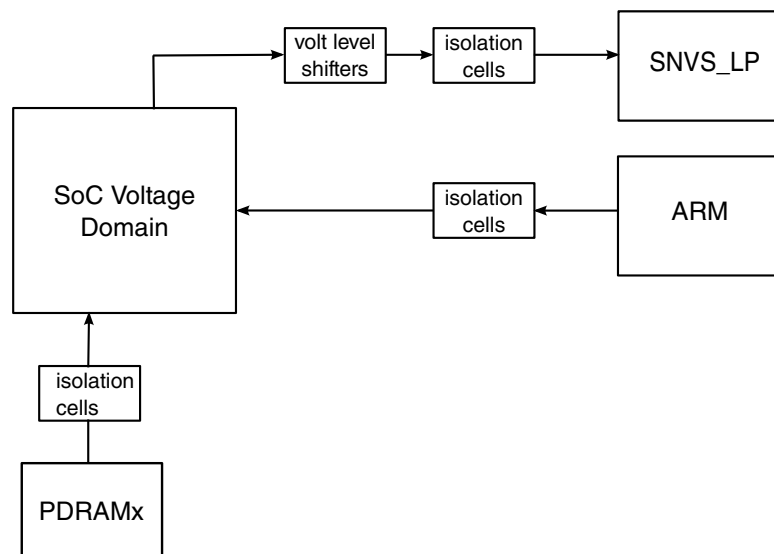 volt level
shifters
isolation
cells
SNVS_LP
SoC Voltage
Domain
isolation
cells
ARM
isolation
cells
PDRAMx